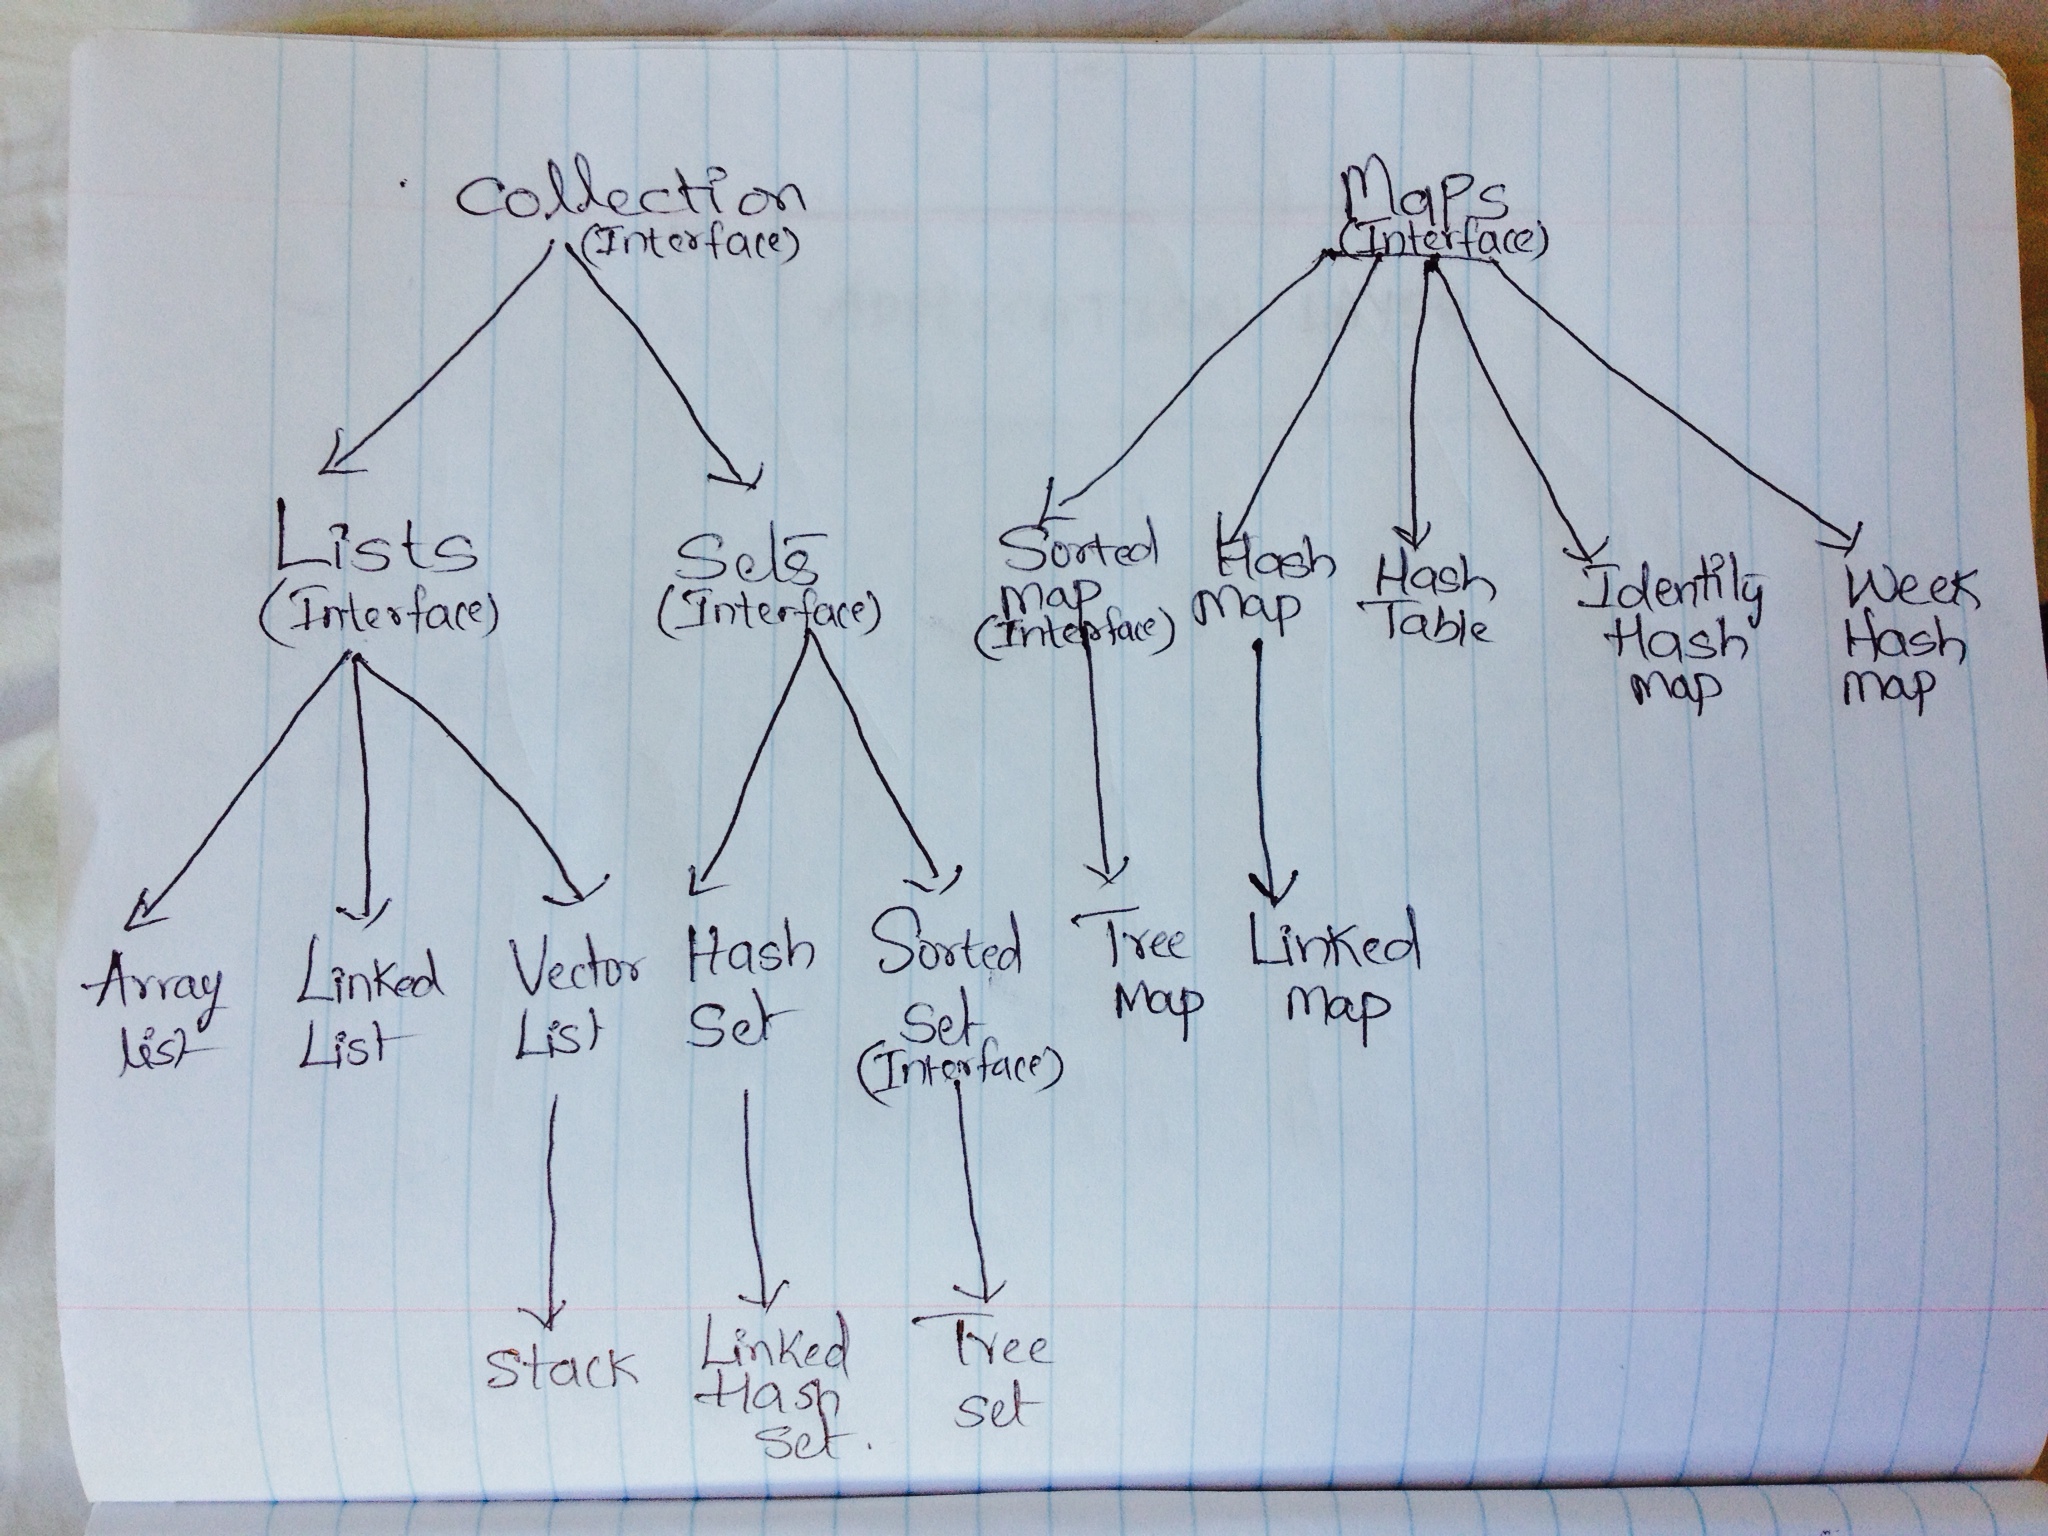 Collection
(Interface)
Maps
(Interface)
Lists
(Interface)
Sets
(Interface)
Sorted
Map
(Interface)
Hash
Map
Hash
Table
Identity
Hash
Map
Week
Hash
Map
Array
List
Linked
List
Vector
List
Hash
Set
Sorted
Set
(Interface)
Tree
Map
Linked
Map
Stack
Linked
Hash
Set.
Tree
Set